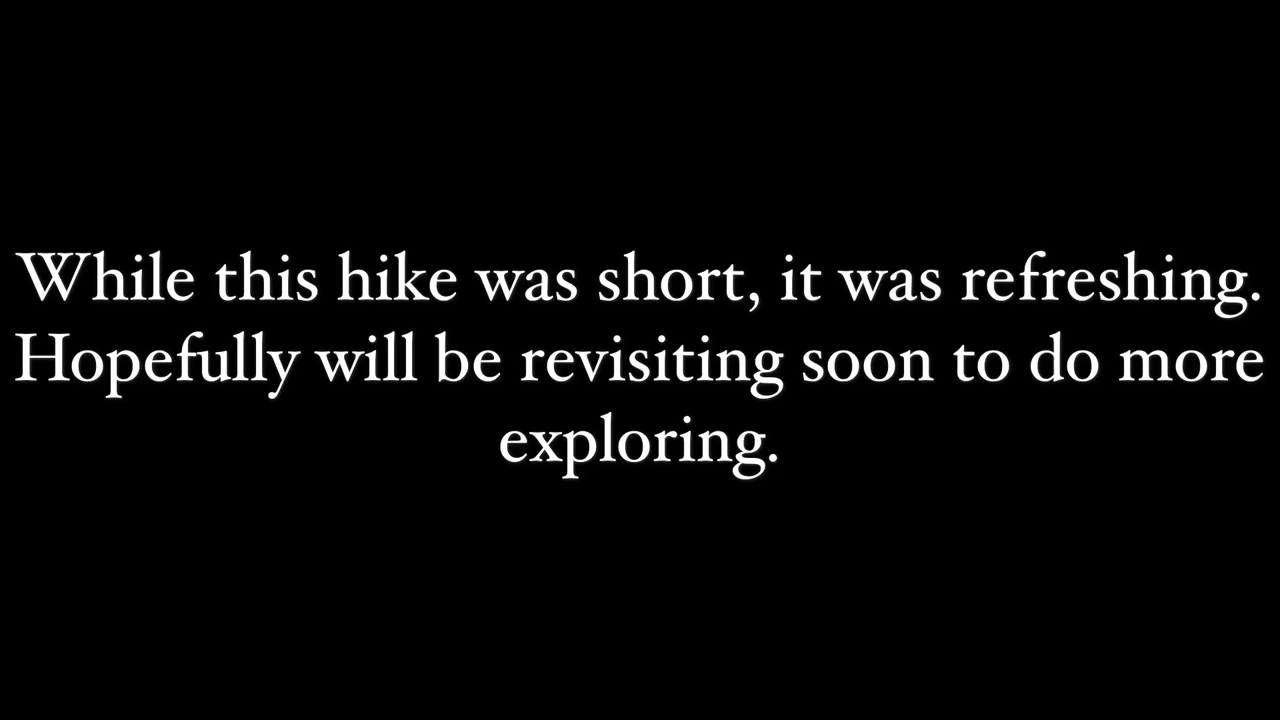 While this hike was short, it was refreshing.
Hopefully will be revisiting soon to do more
exploring.